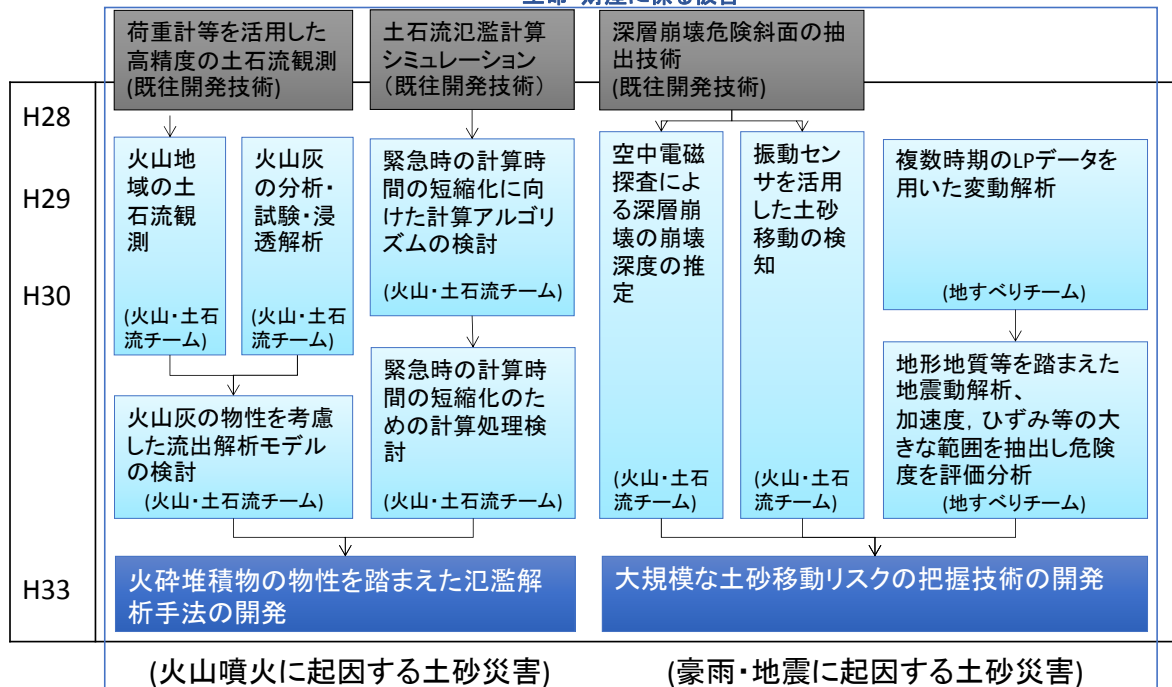 荷重計等を活用した
高精度の土石流観測
(既往開発技術)
土石流氾濫計算
シミュレーション
（既往開発技術）
深層崩壊危険斜面の抽
出技術
(既往開発技術)
H28
H29
H30
H33
火山地
域の土
石流観
測
(火山・土石
流チーム)
火山灰
の分析・
試験・浸
透解析
(火山・土石
流チーム)
緊急時の計算時
間の短縮化に向
けた計算アルゴリ
ズムの検討
(火山・土石流チーム)
空中電磁
探査によ
る深層崩
壊の崩壊
深度の推
定
(火山・土石
流チーム)
振動セン
サを活用
した土砂
移動の検
知
(火山・土石
流チーム)
複数時期のLPデータを
用いた変動解析
(地すべりチーム)
火山灰の物性を考慮
した流出解析モデル
の検討
(火山・土石流チーム)
緊急時の計算時
間の短縮化のた
めの計算処理検
討
(火山・土石流チーム)
地形地質等を踏まえた
地震動解析、
加速度，ひずみ等の大
きな範囲を抽出し危険
度を評価分析
(地すべりチーム)
火砕堆積物の物性を踏まえた氾濫解
析手法の開発
大規模な土砂移動リスクの把握技術の開発
(火山噴火に起因する土砂災害)
(豪雨・地震に起因する土砂災害)